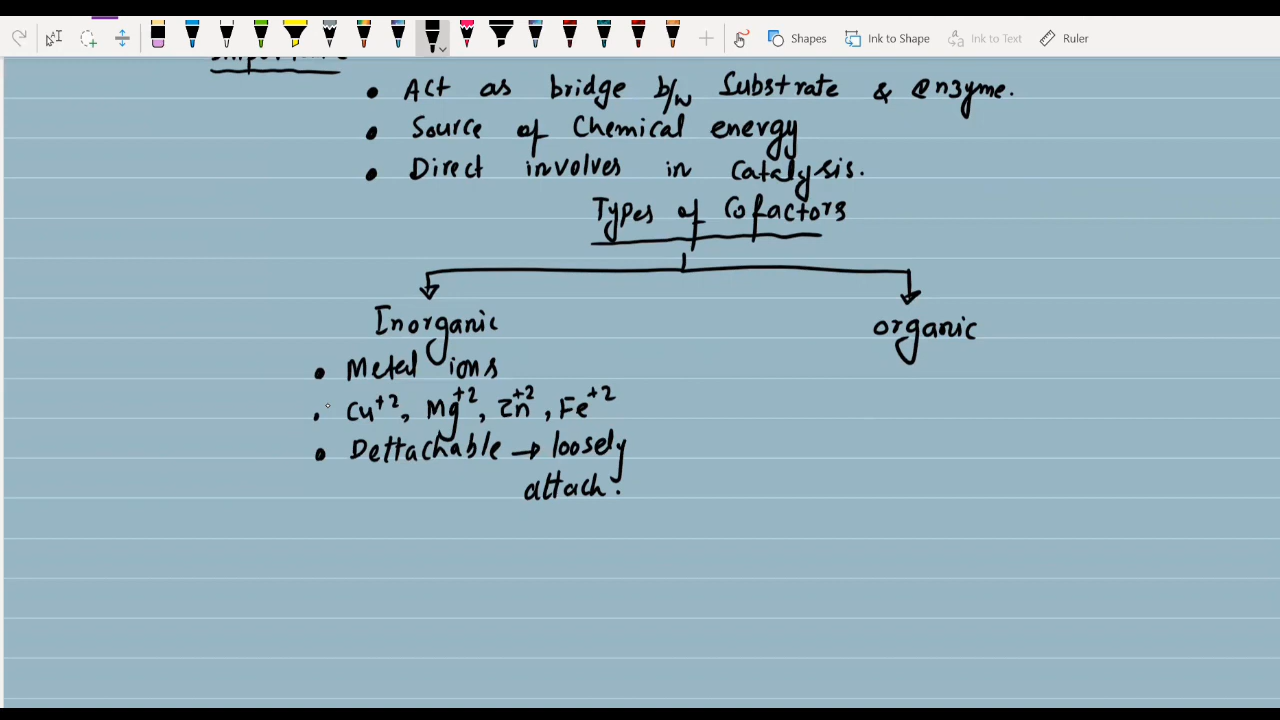 Shapes Ink to Shape Ink to Text Ruler
• Act as bridge b/w Substrate & enzyme.
• Source of Chemical energy
• Direct involves in Catalysis.
Types of Cofactors
Inorganic organic
• Metal ions
• Cu+2, Mg+2, Zn+2, Fe+2
• Dettachable → loosely
attach.